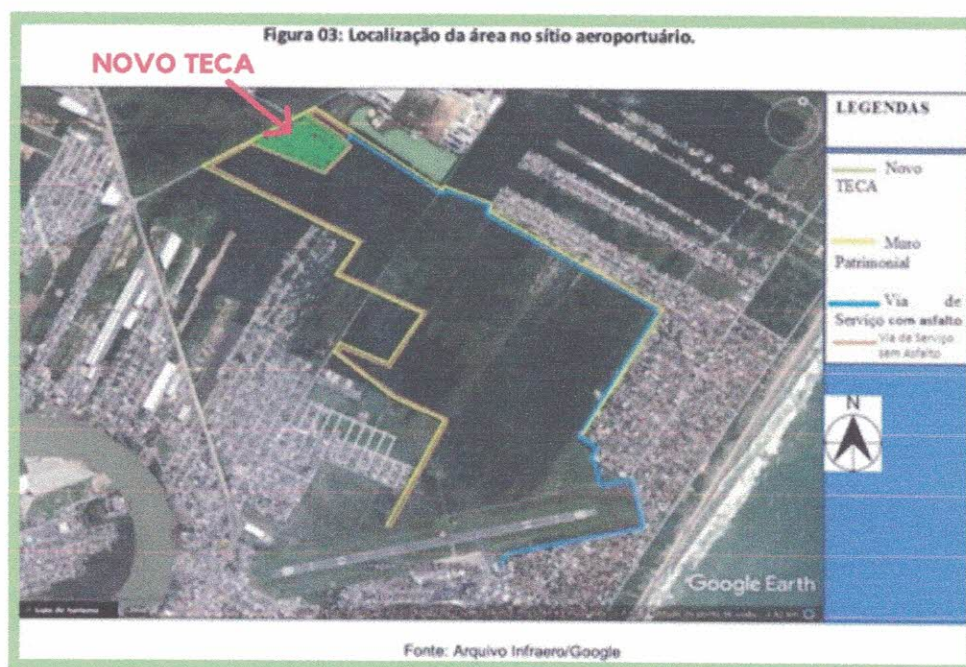 Figura 03: Localização da área no sítio aeroportuário.
NOVO TECA
LEGENDAS
Novo
TECA
Muro
Patrimonial
Via de
Serviço com asfalto
Via de Serviço
sem Asfalto
N
Google Earth
Fonte: Arquivo Infraero/Google